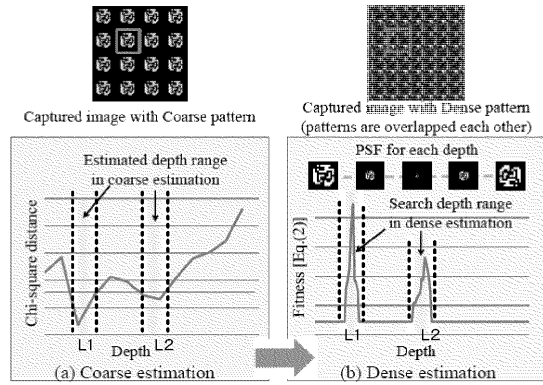 Captured image with Coarse pattern
Captured image with Dense pattern
(patterns are overlapped each other)
Estimated depth range
in coarse estimation
Chi-square distance
L1
L2
Depth
(a) Coarse estimation
PSF for each depth
Search depth range
in dense estimation
Fitness [Eq.(2)]
L1
L2
Depth
(b) Dense estimation